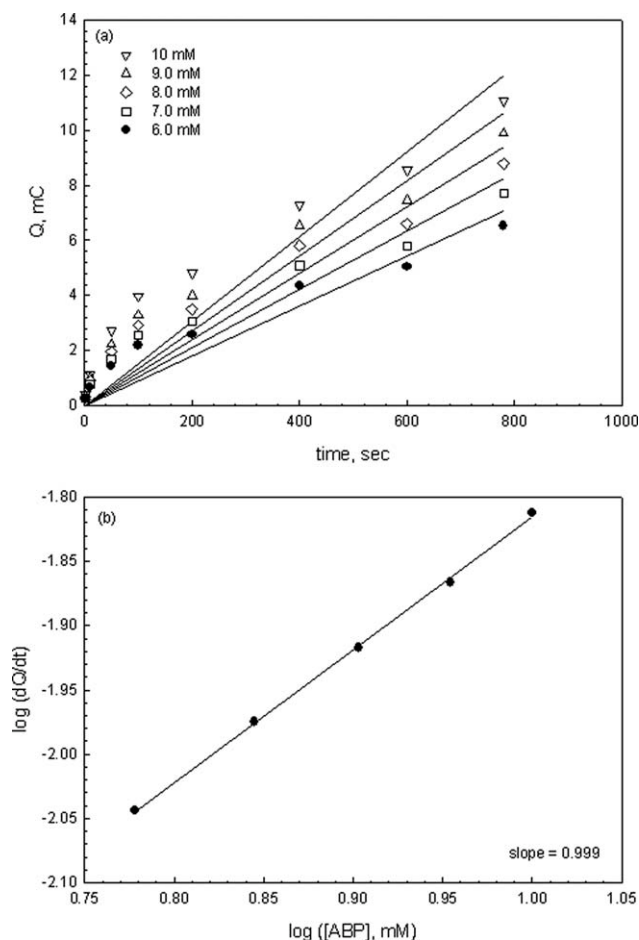 (a)
10 mM
9.0 mM
8.0 mM
7.0 mM
6.0 mM
14
12
10
8
6
4
2
0
Q, mC
0 200 400 600 800 1000
time, sec
(b)
-1.80
-1.85
-1.90
-1.95
-2.00
-2.05
-2.10
log (dQ/dt)
slope = 0.999
0.75 0.80 0.85 0.90 0.95 1.00 1.05
log ([ABP], mM)